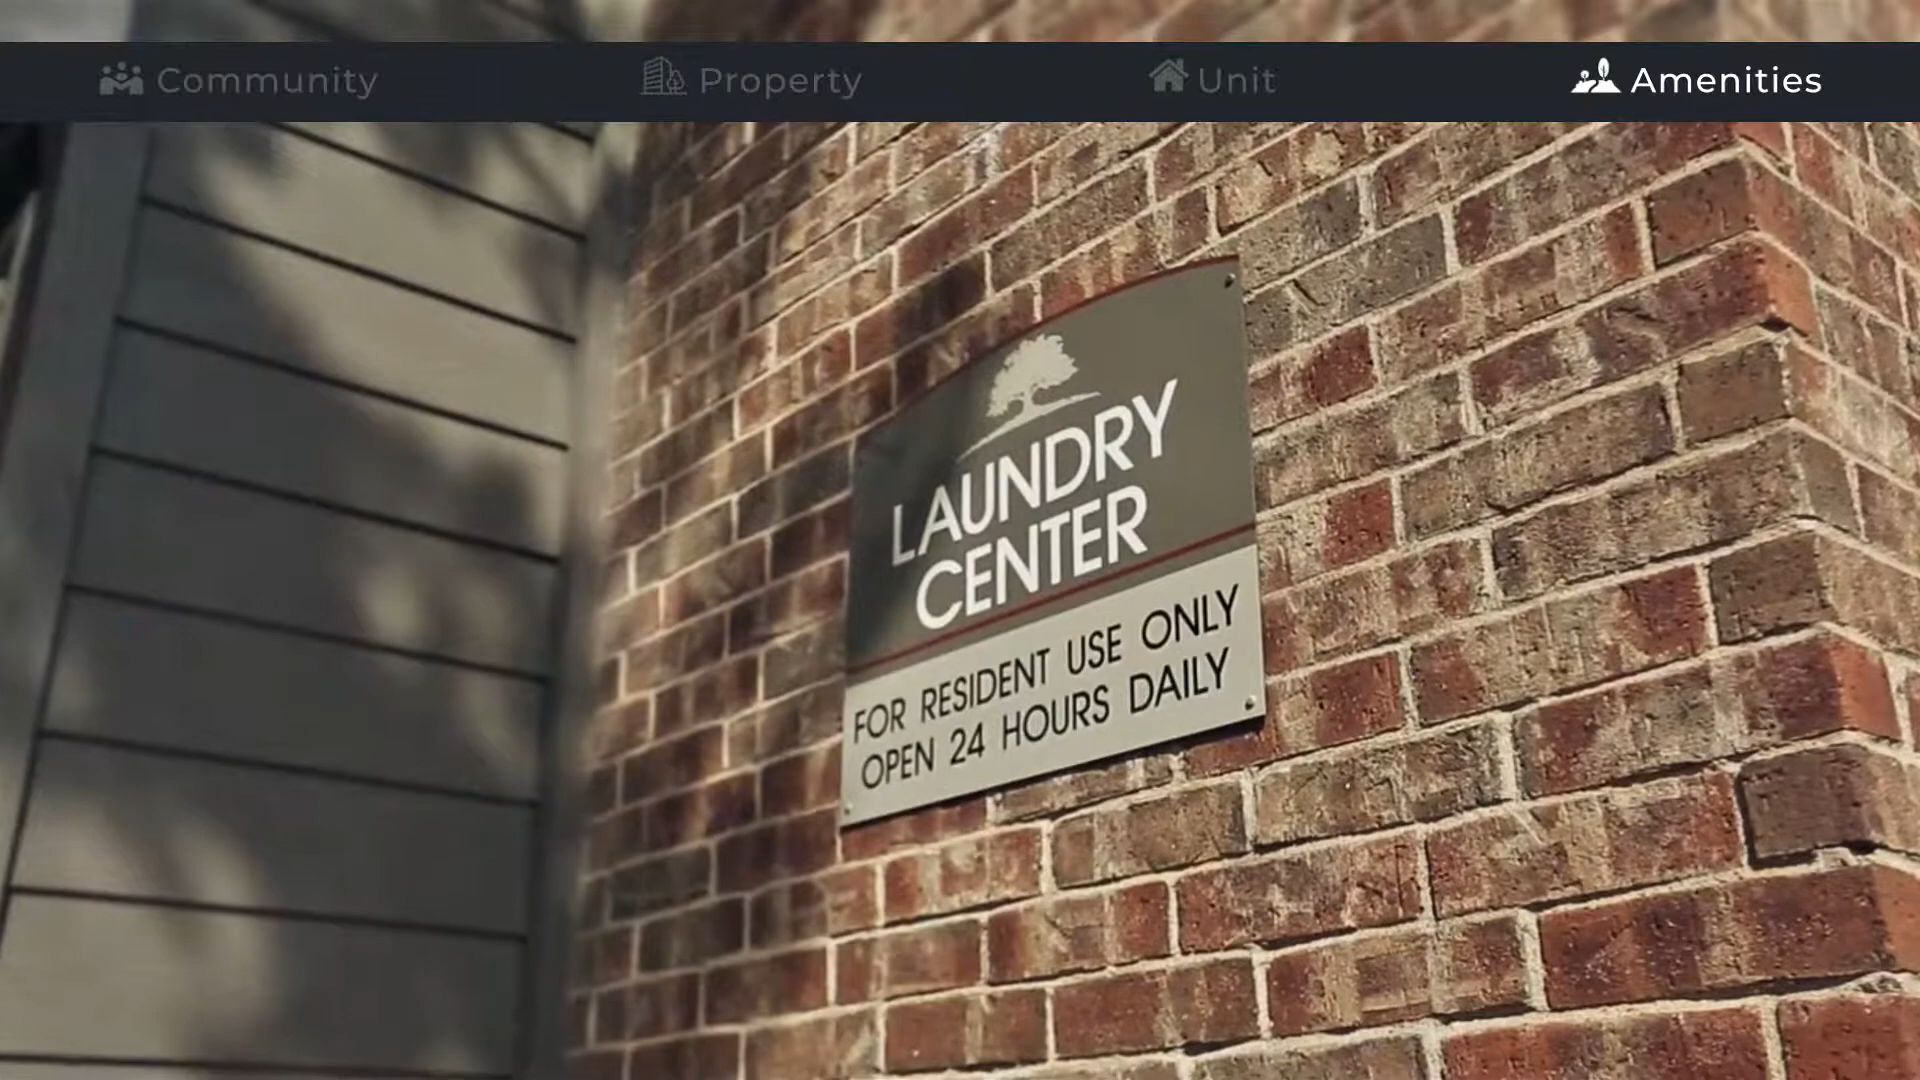 Community
Property
Unit
Amenities
LAUNDRY
CENTER
FOR RESIDENT USE ONLY
OPEN 24 HOURS DAILY